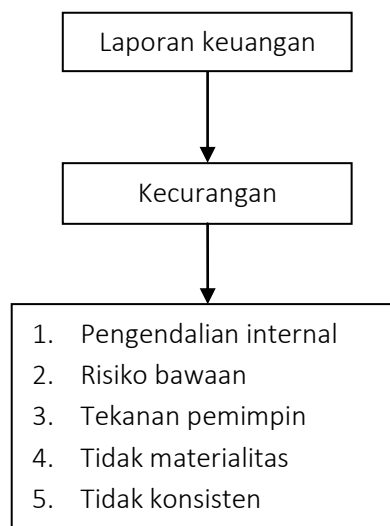 Laporan keuangan
Kecurangan
1. Pengendalian internal
2. Risiko bawaan
3. Tekanan pemimpin
4. Tidak materialitas
5. Tidak konsisten